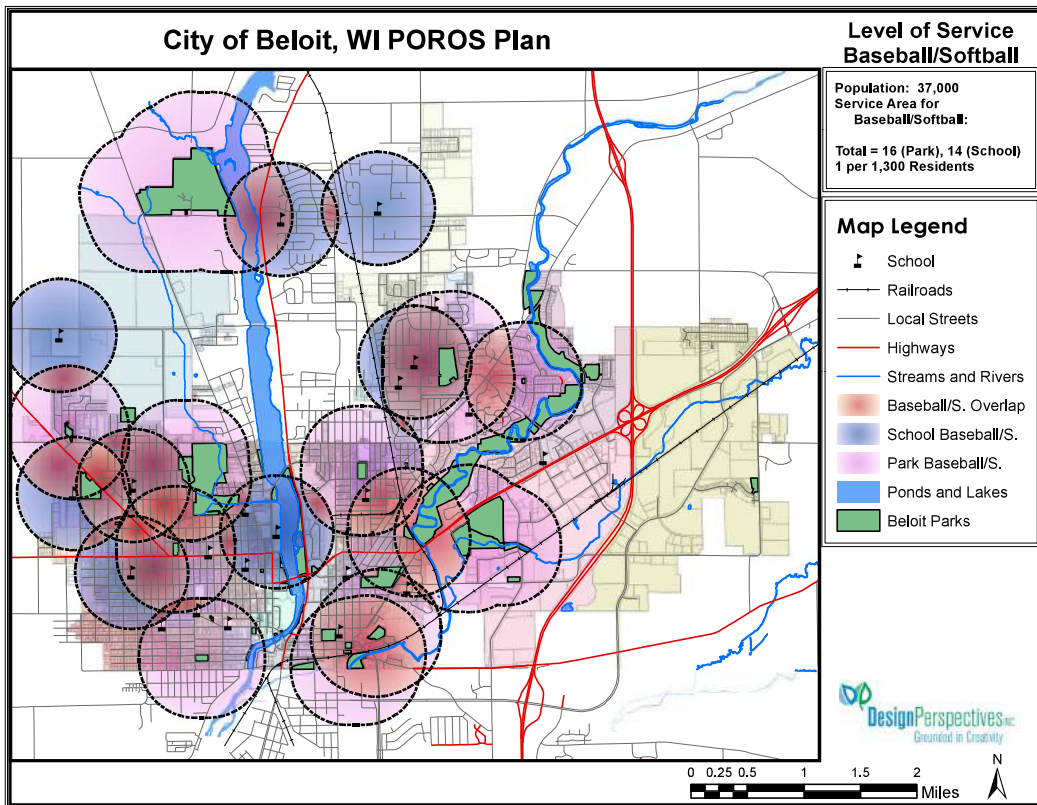 City of Beloit, WI POROS Plan
Level of Service
Baseball/Softball
Population: 37,000
Service Area for
Baseball/Softball:
Total = 16 (Park), 14 (School)
1 per 1,300 Residents
Map Legend
School
Railroads
Local Streets
Highways
Streams and Rivers
Baseball/S. Overlap
School Baseball/S.
Park Baseball/S.
Ponds and Lakes
Beloit Parks
DesignPerspectives INC.
Grounded in Creativity
N
0 0.25 0.5 1 1.5 2
Miles